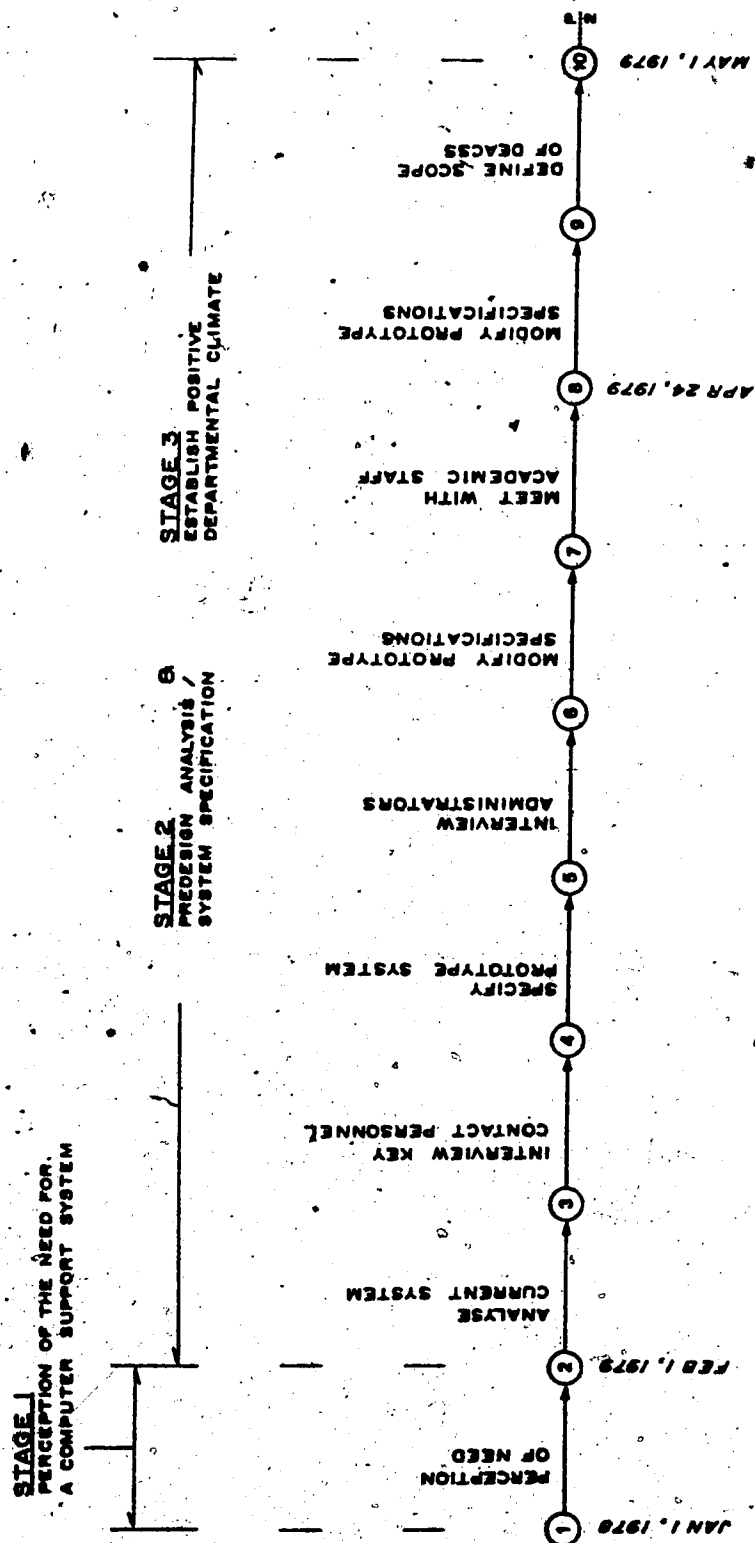 STAGE 1
PERCEPTION OF THE NEED FOR
A COMPUTER SUPPORT SYSTEM
STAGE 2 &
PREDESIGN ANALYSIS /
SYSTEM SPECIFICATION
STAGE 3
ESTABLISH POSITIVE
DEPARTMENTAL CLIMATE
PERCEPTION
OF NEED
ANALYSE
CURRENT SYSTEM
INTERVIEW KEY
CONTACT PERSONNEL
SPECIFY
PROTOTYPE SYSTEM
INTERVIEW
ADMINISTRATORS
MODIFY PROTOTYPE
SPECIFICATIONS
MEET WITH
ACADEMIC STAFF
MODIFY PROTOTYPE
SPECIFICATIONS
DEFINE SCOPE
OF DEACSS
1
2
3
4
5
6
7
8
9
10
JAN 1, 1978
FEB 1, 1979
APR 24, 1979
MAY 1, 1979